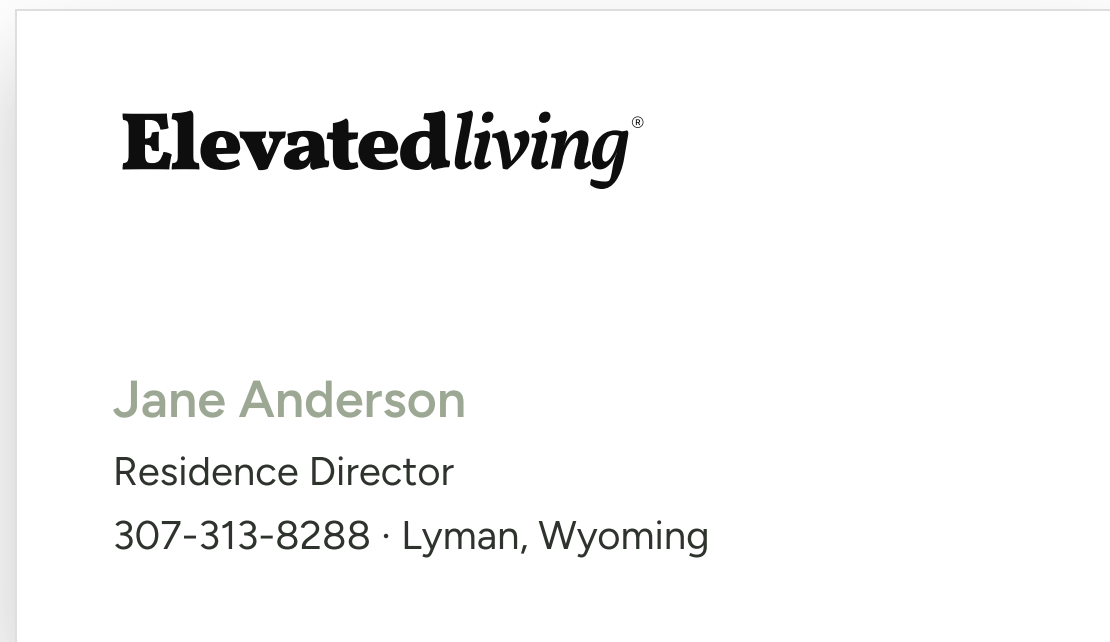 Elevatedliving®
Jane Anderson
Residence Director
307-313-8288 · Lyman, Wyoming